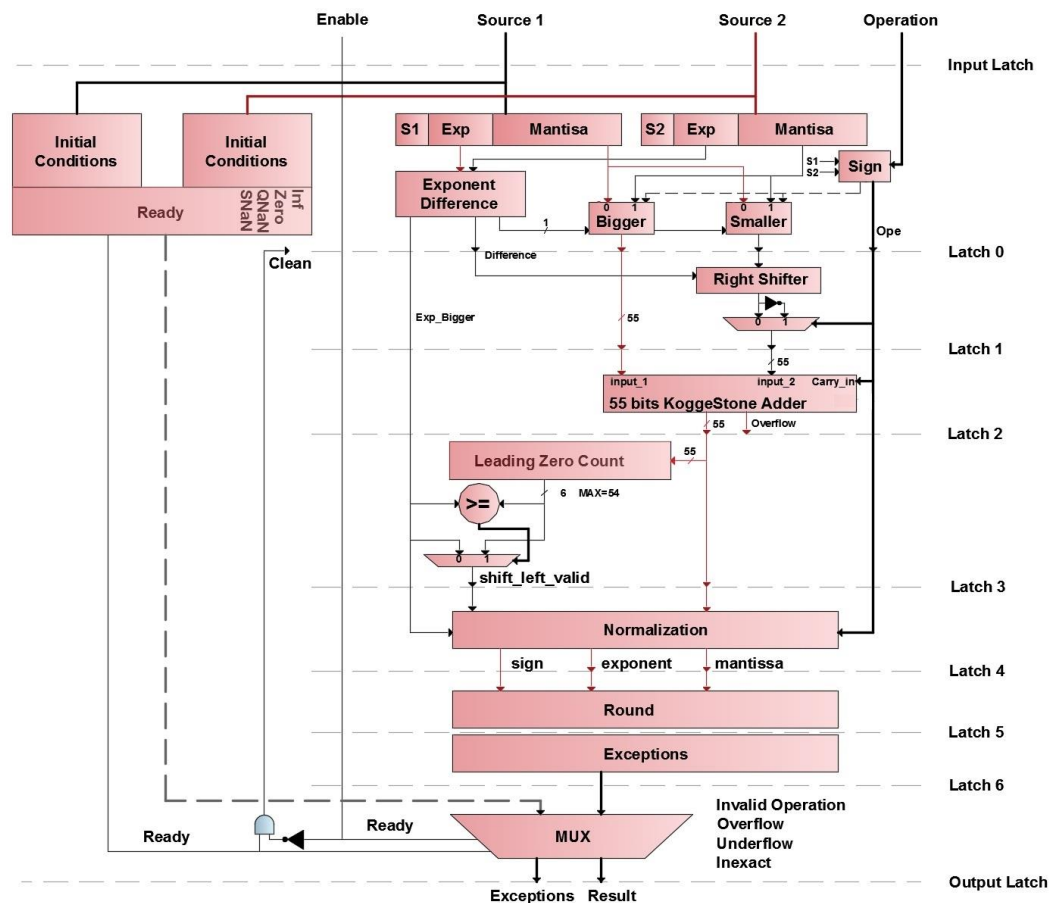 Enable
Source 1
Source 2
Operation
Input Latch
Initial
Conditions
Initial
Conditions
S1
Exp
Mantisa
S2
Exp
Mantisa
S1
S2
Sign
Ready
Inf
Zero
QNaN
SNaN
Exponent
Difference
0 1
Bigger
0 1
Smaller
1
Ope
Clean
Difference
Latch 0
Right Shifter
Exp_Bigger
55
0 1
Latch 1
55
input_1
input_2
Carry_in
55 bits KoggeStone Adder
55
Overflow
Latch 2
Leading Zero Count
55
6 MAX=54
>=
0 1
shift_left_valid
Latch 3
Normalization
sign
exponent
mantissa
Latch 4
Round
Latch 5
Exceptions
Latch 6
Invalid Operation
Overflow
Underflow
Inexact
Ready
Ready
MUX
Output Latch
Exceptions
Result